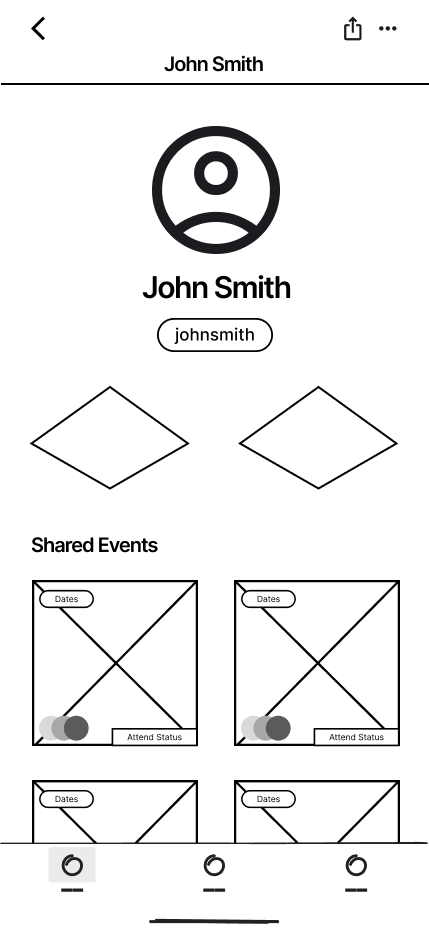 John Smith
John Smith
johnsmith
Shared Events
Dates
Dates
Attend Status
Attend Status
Dates
Dates